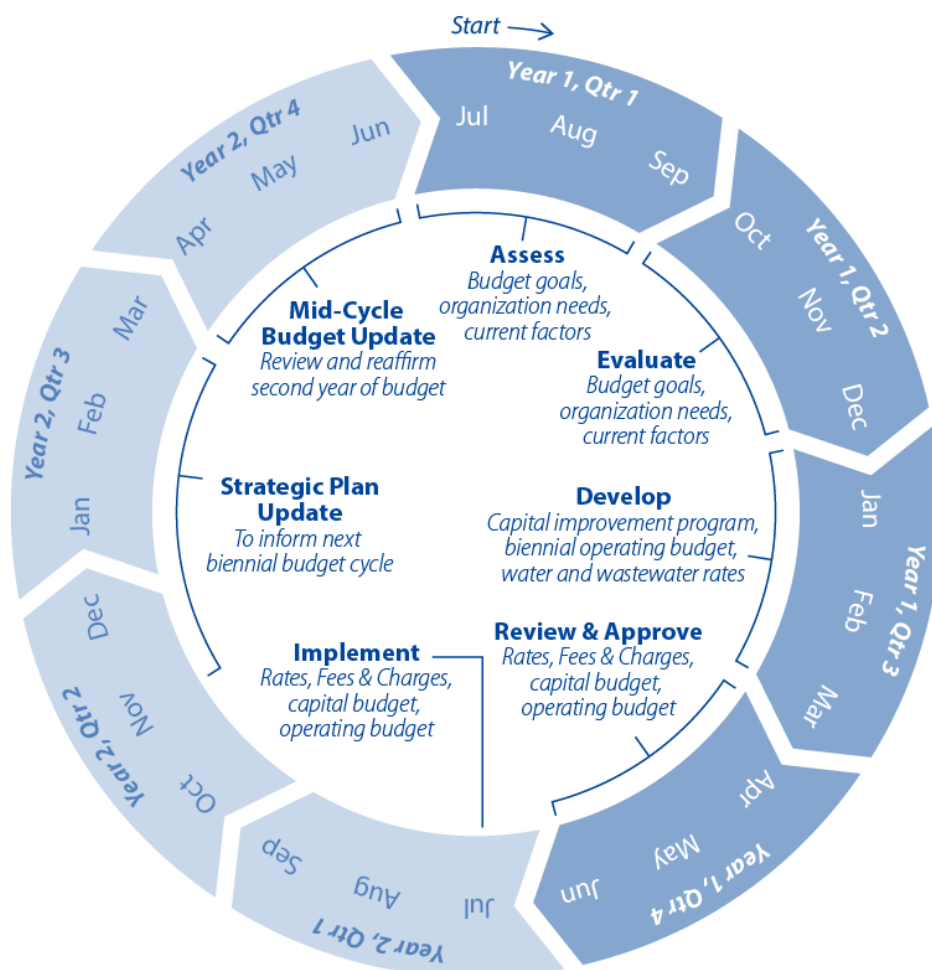 Start
Year 1, Qtr 1
Jul
Aug
Sep
Year 1, Qtr 2
Oct
Nov
Dec
Year 1, Qtr 3
Jan
Feb
Mar
Year 1, Qtr 4
Apr
May
Jun
Year 2, Qtr 1
Jul
Aug
Sep
Year 2, Qtr 2
Oct
Nov
Dec
Year 2, Qtr 3
Jan
Feb
Mar
Year 2, Qtr 4
Apr
May
Jun
Assess
Budget goals,
organization needs,
current factors
Evaluate
Budget goals,
organization needs,
current factors
Develop
Capital improvement program,
biennial operating budget,
water and wastewater rates
Review & Approve
Rates, Fees & Charges,
capital budget,
operating budget
Implement
Rates, Fees & Charges,
capital budget,
operating budget
Strategic Plan
Update
To inform next
biennial budget cycle
Mid-Cycle
Budget Update
Review and reaffirm
second year of budget